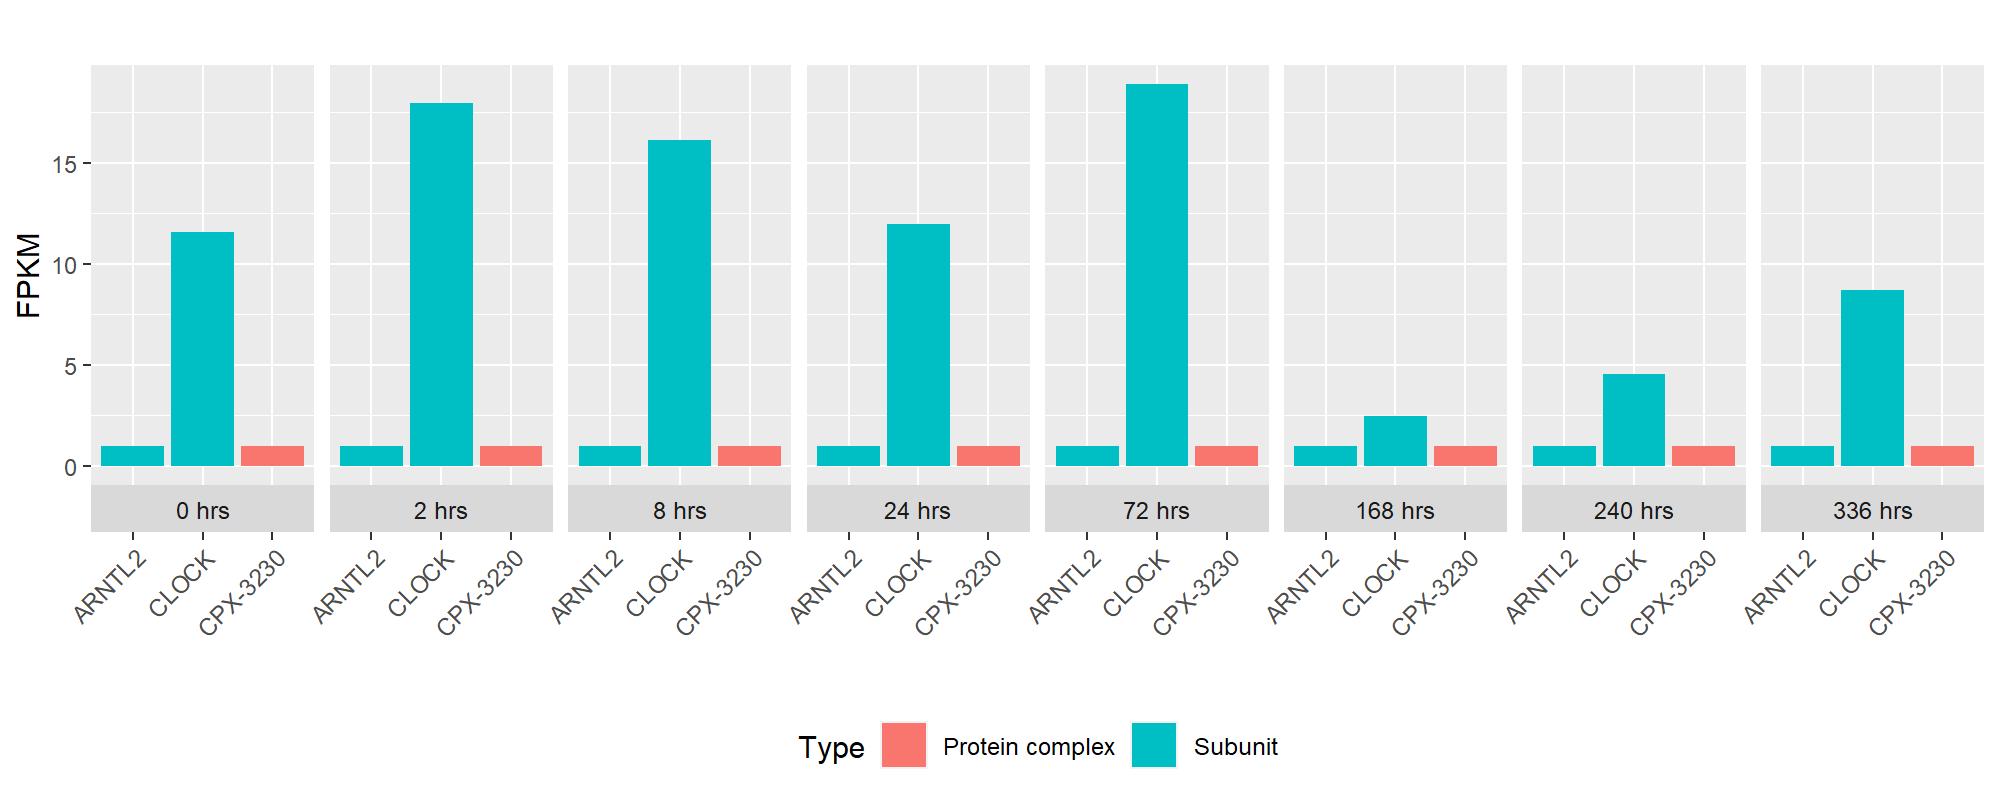 FPKM
15
10
5
0
0 hrs 2 hrs 8 hrs 24 hrs 72 hrs 168 hrs 240 hrs 336 hrs
ARNTL2 CLOCK CPX-3230 ARNTL2 CLOCK CPX-3230 ARNTL2 CLOCK CPX-3230 ARNTL2 CLOCK CPX-3230 ARNTL2 CLOCK CPX-3230 ARNTL2 CLOCK CPX-3230 ARNTL2 CLOCK CPX-3230 ARNTL2 CLOCK CPX-3230
Type Protein complex Subunit